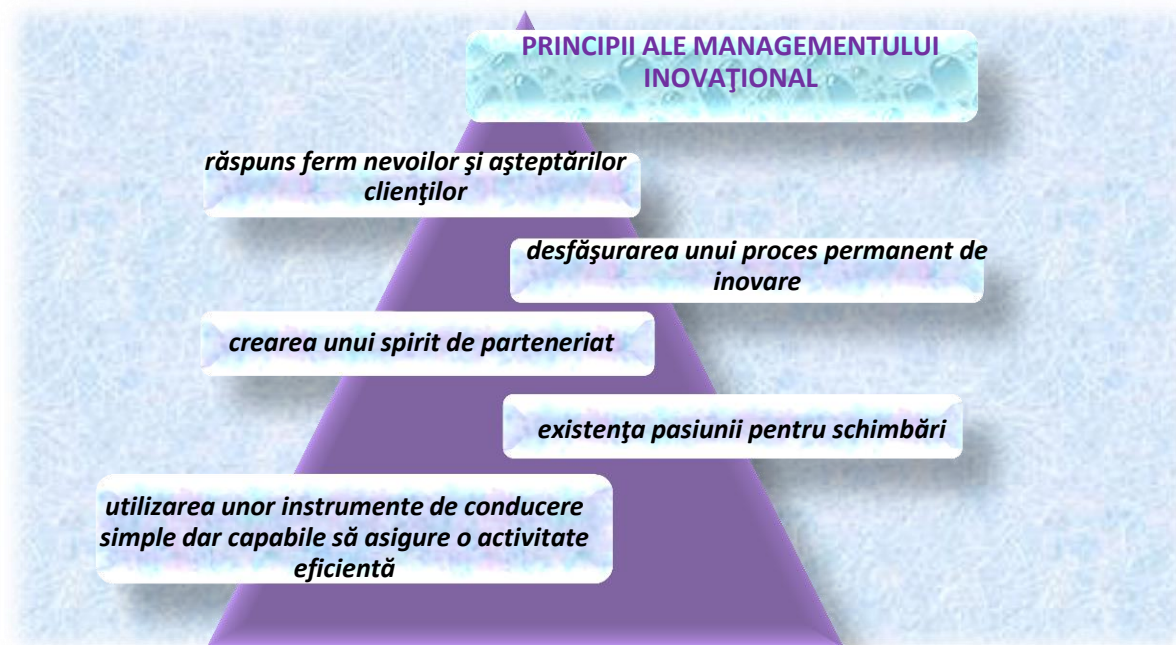 PRINCIPII ALE MANAGEMENTULUI
INOVAŢIONAL
răspuns ferm nevoilor şi aşteptărilor
clienţilor
desfăşurarea unui proces permanent de
inovare
crearea unui spirit de parteneriat
existenţa pasiunii pentru schimbări
utilizarea unor instrumente de conducere
simple dar capabile să asigure o activitate
eficientă